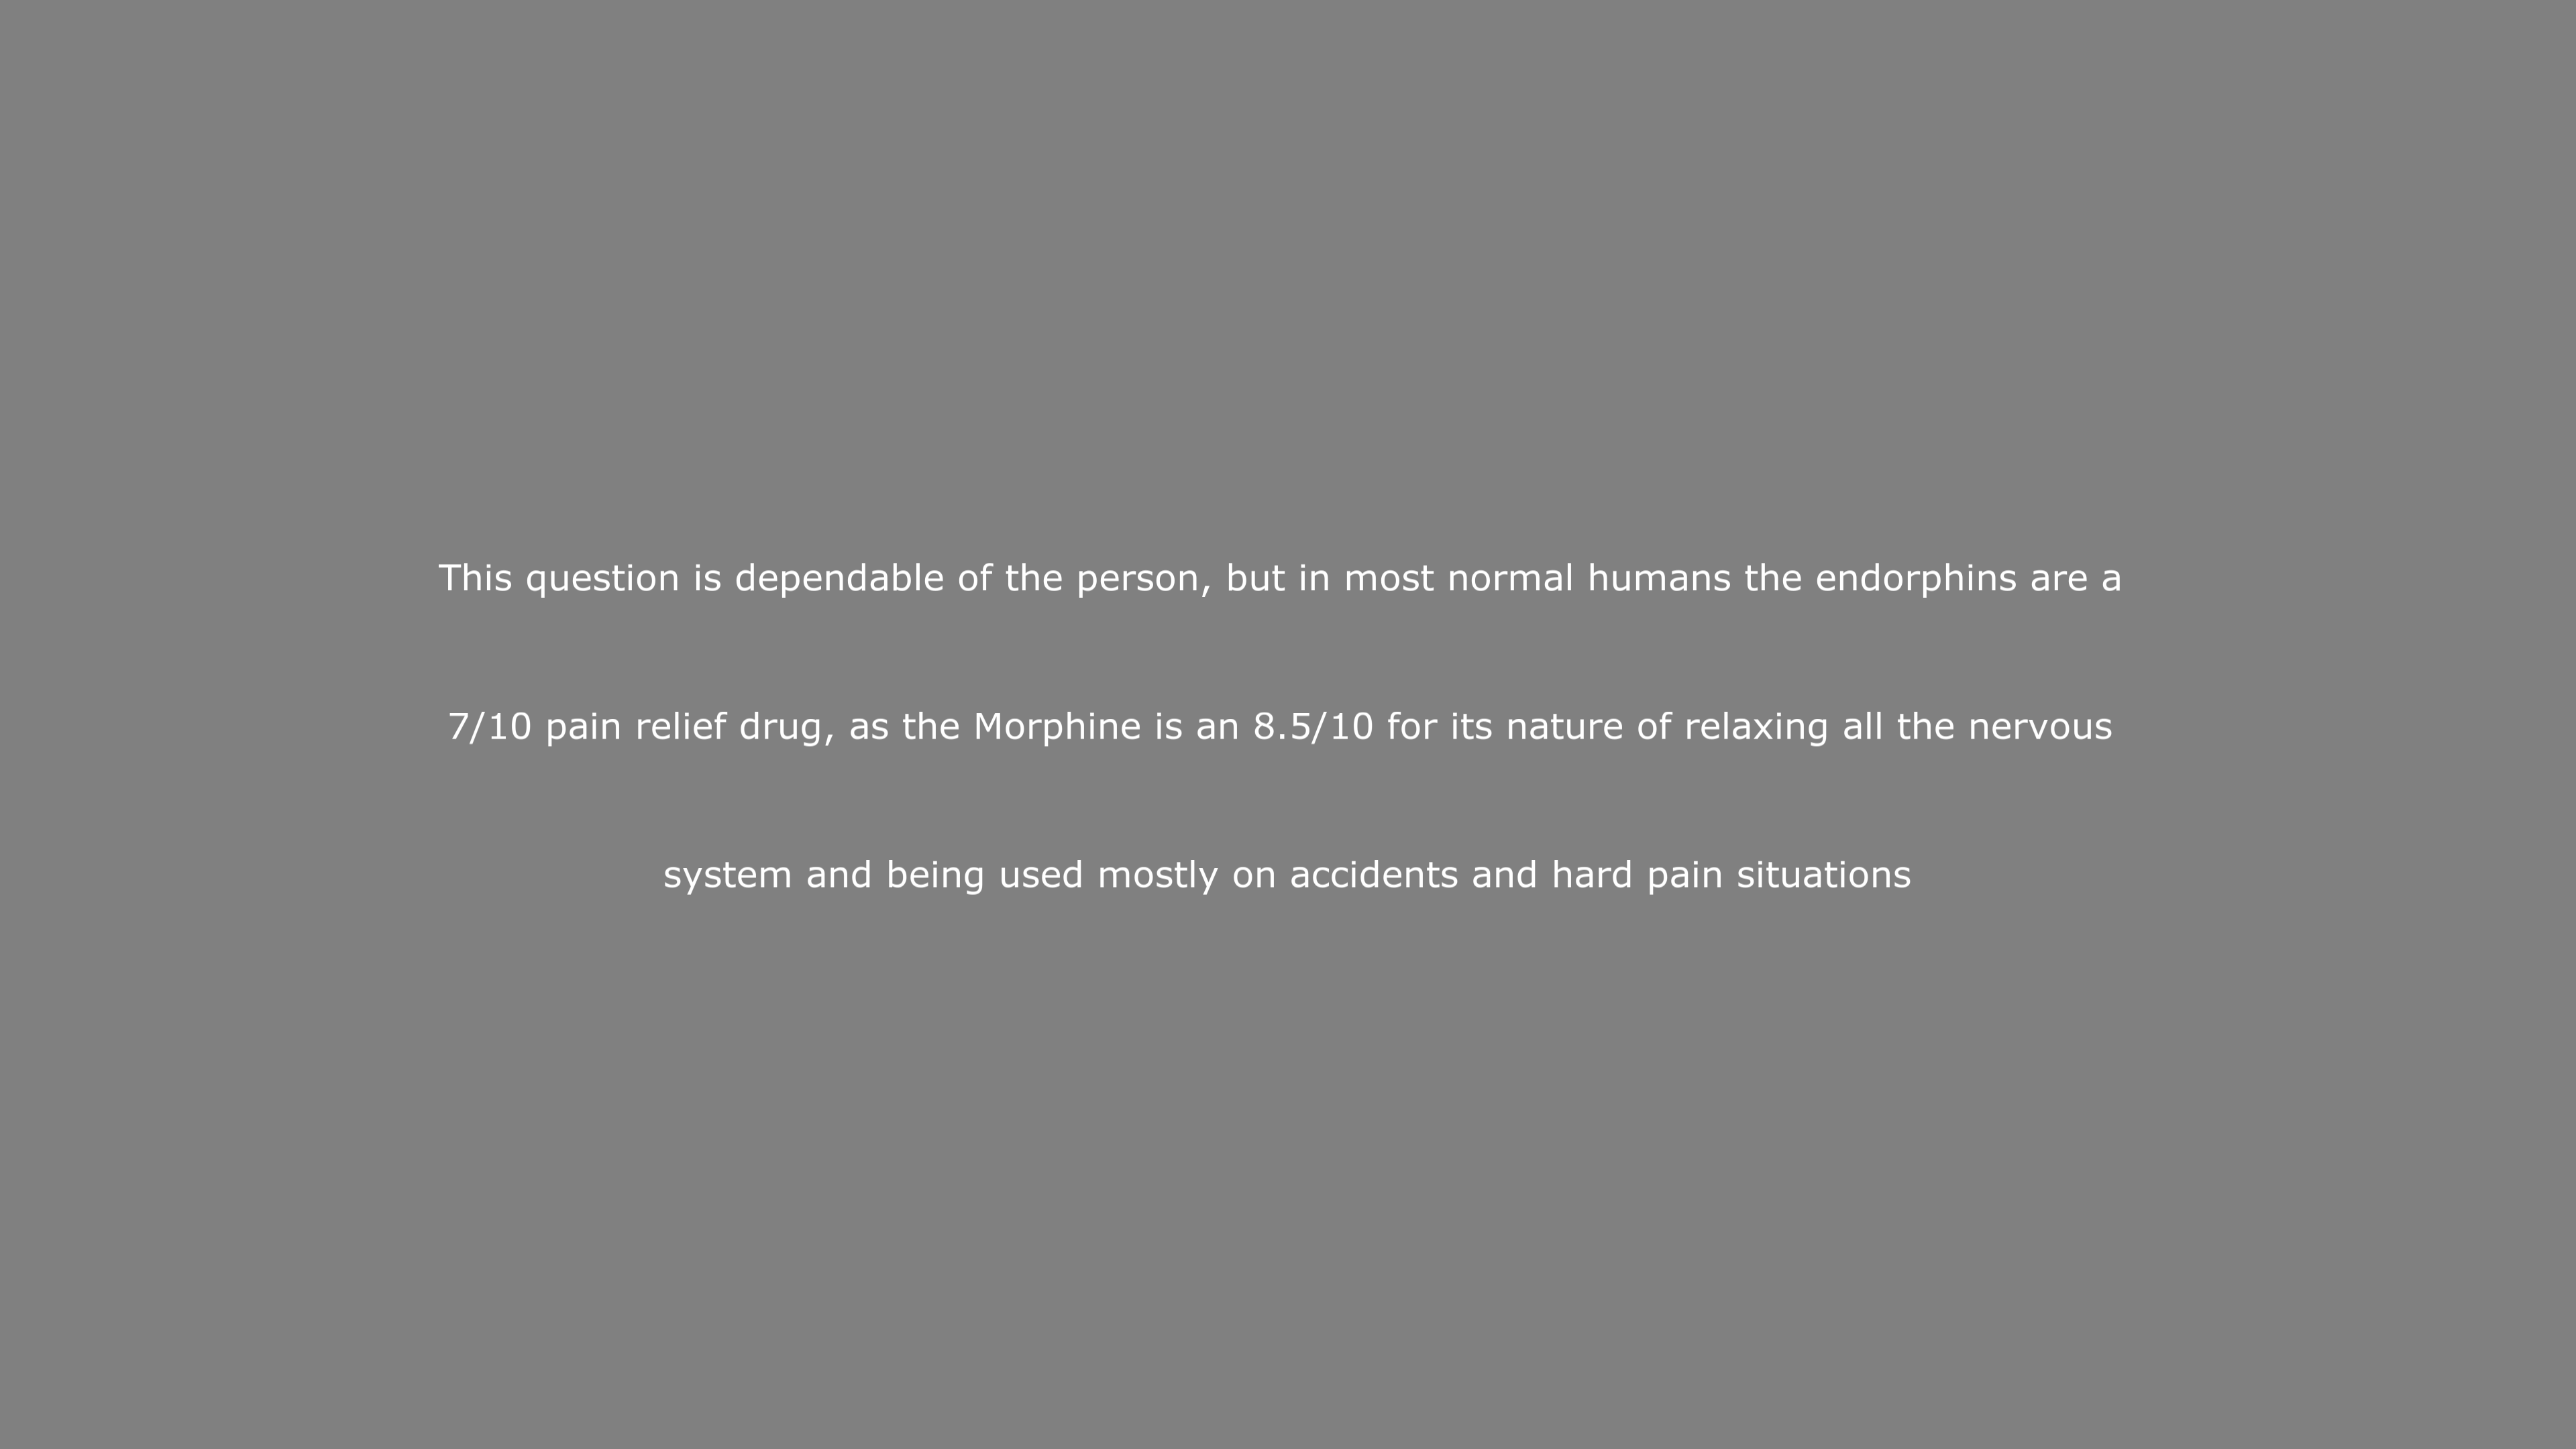 This question is dependable of the person, but in most normal humans the endorphins are a
7/10 pain relief drug, as the Morphine is an 8.5/10 for its nature of relaxing all the nervous
system and being used mostly on accidents and hard pain situations